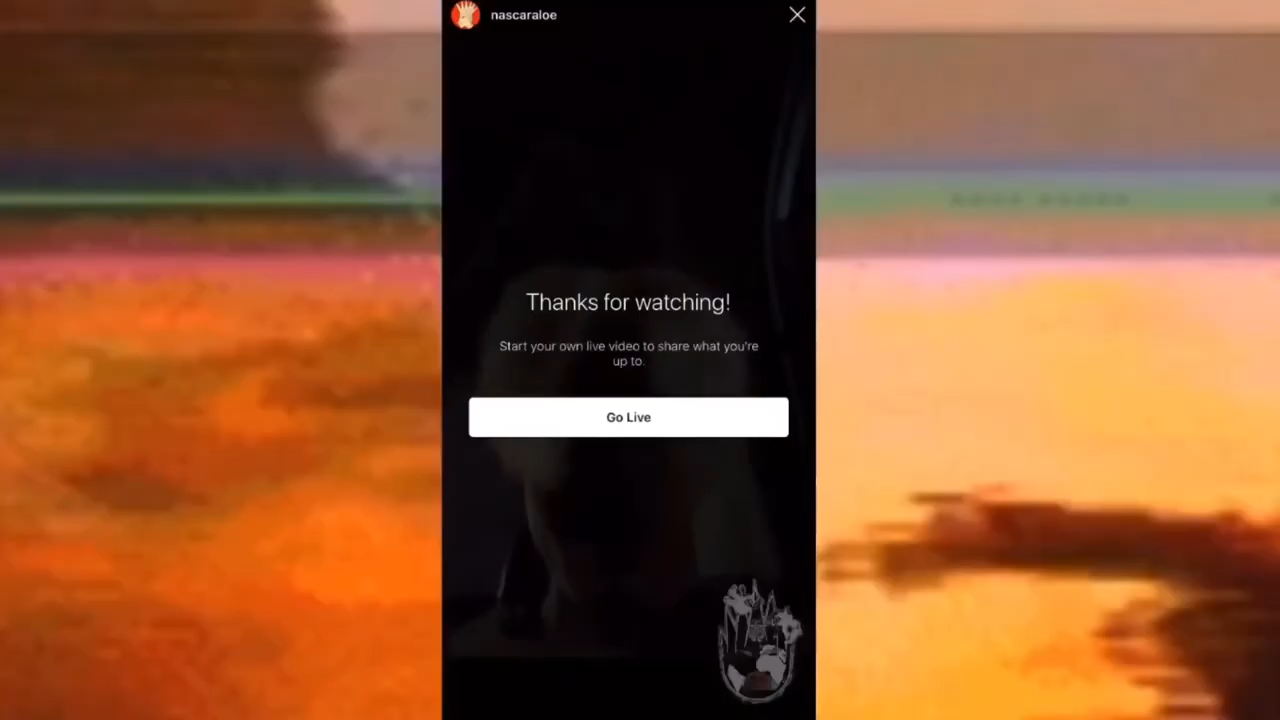 nascaraloe
Thanks for watching!
Start your own live video to share what you're
up to.
Go Live